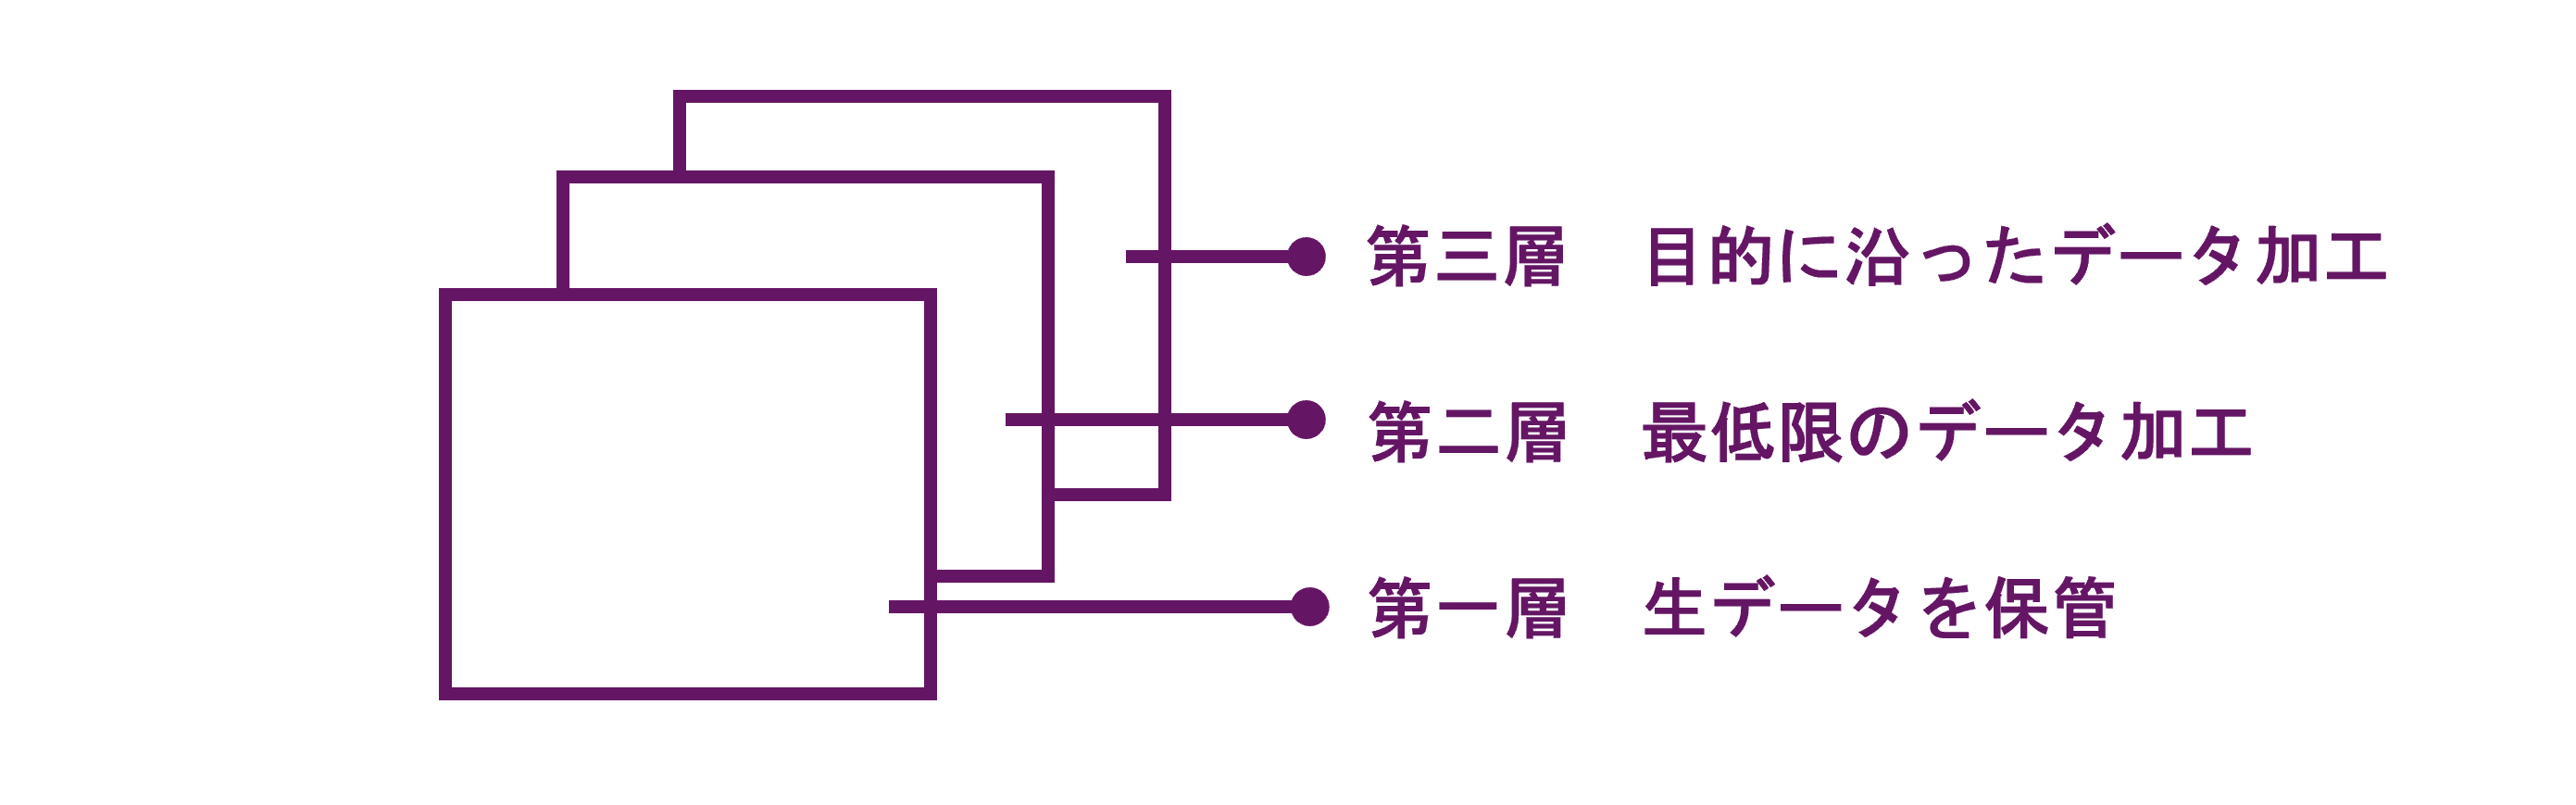 第三層　目的に沿ったデータ加工
第二層　最低限のデータ加工
第一層　生データを保管